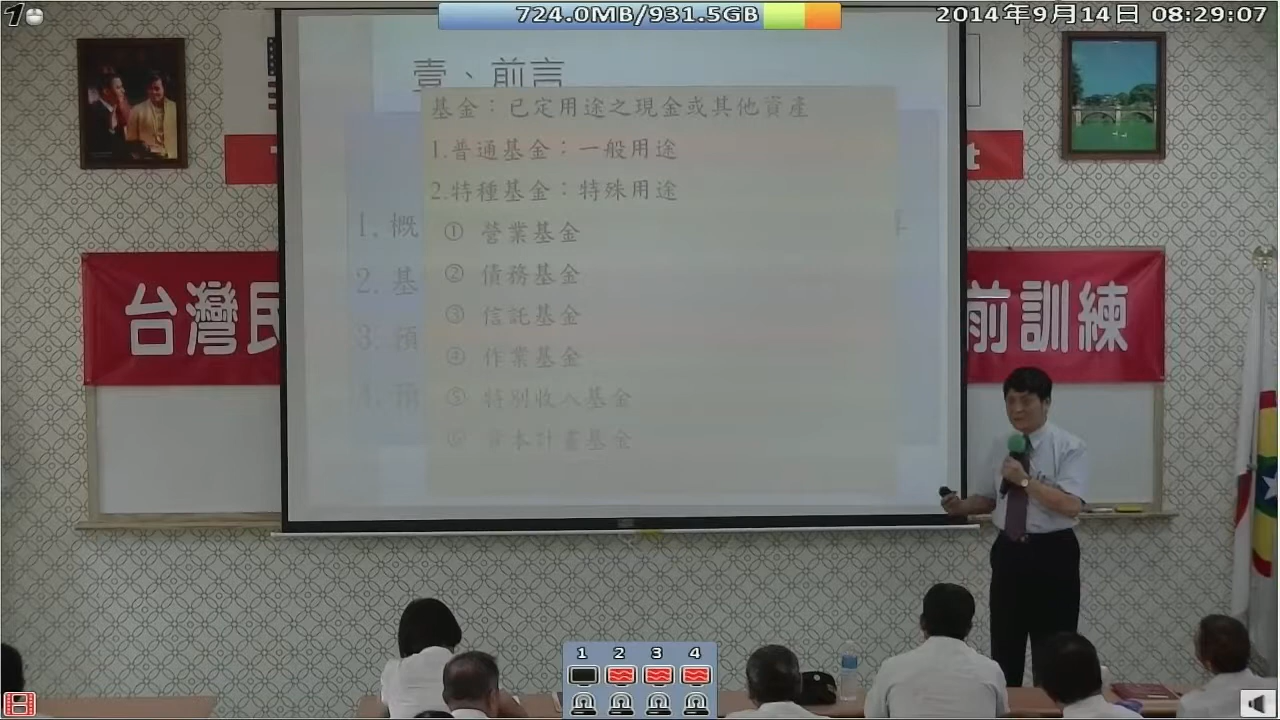 1
724.0MB/931.5GB
2014年9月14日 08:29:07
壹、前言
基金：已定用途之現金或其他資產
1.普通基金：一般用途
2.特種基金：特殊用途
① 營業基金
② 債務基金
③ 信託基金
④ 作業基金
⑤ 特別收入基金
⑥ 資本計畫基金
1. 概
2. 基
3. 預
4. 預
台灣民
前訓練
t
1 2 3 4